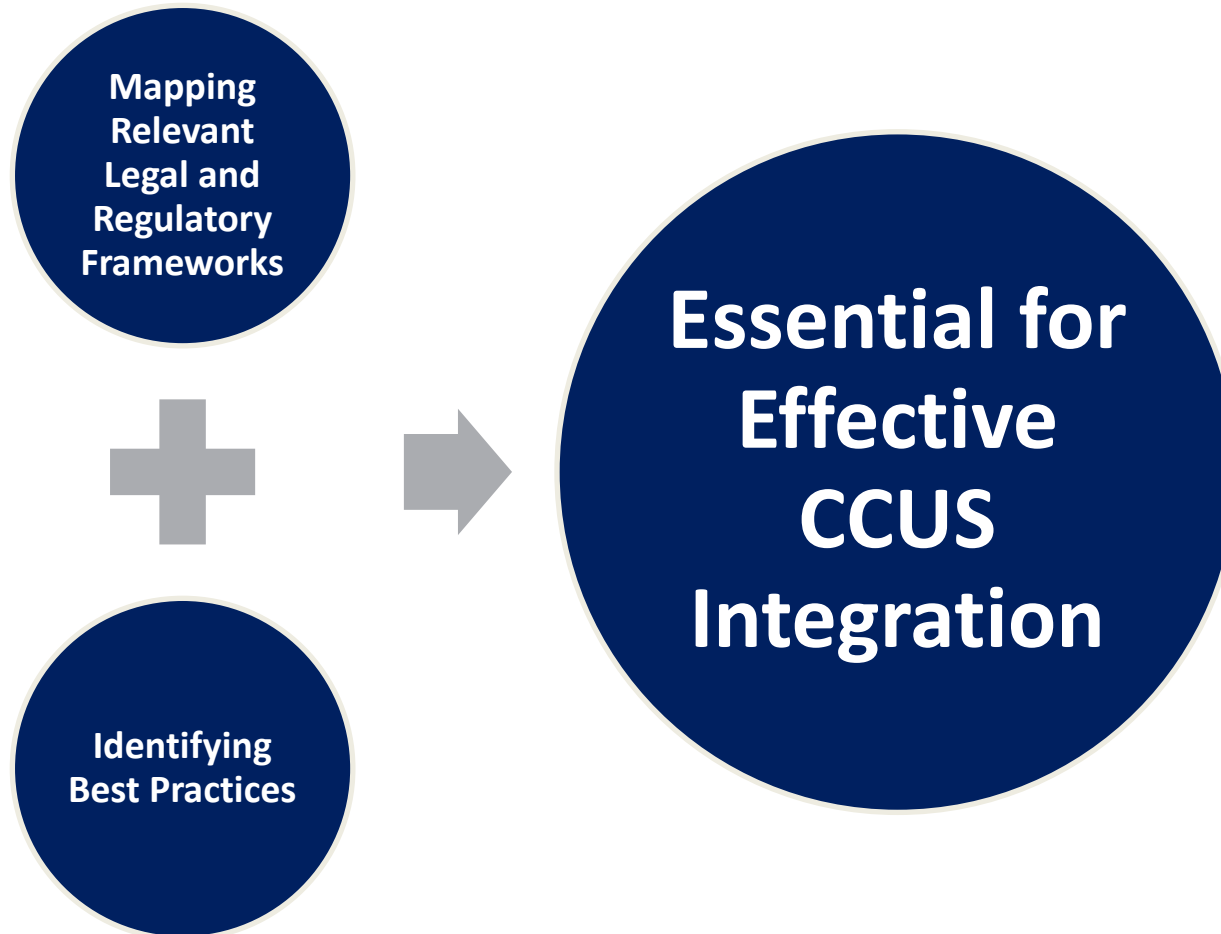 Mapping
Relevant
Legal and
Regulatory
Frameworks
Identifying
Best Practices
Essential for
Effective
CCUS
Integration